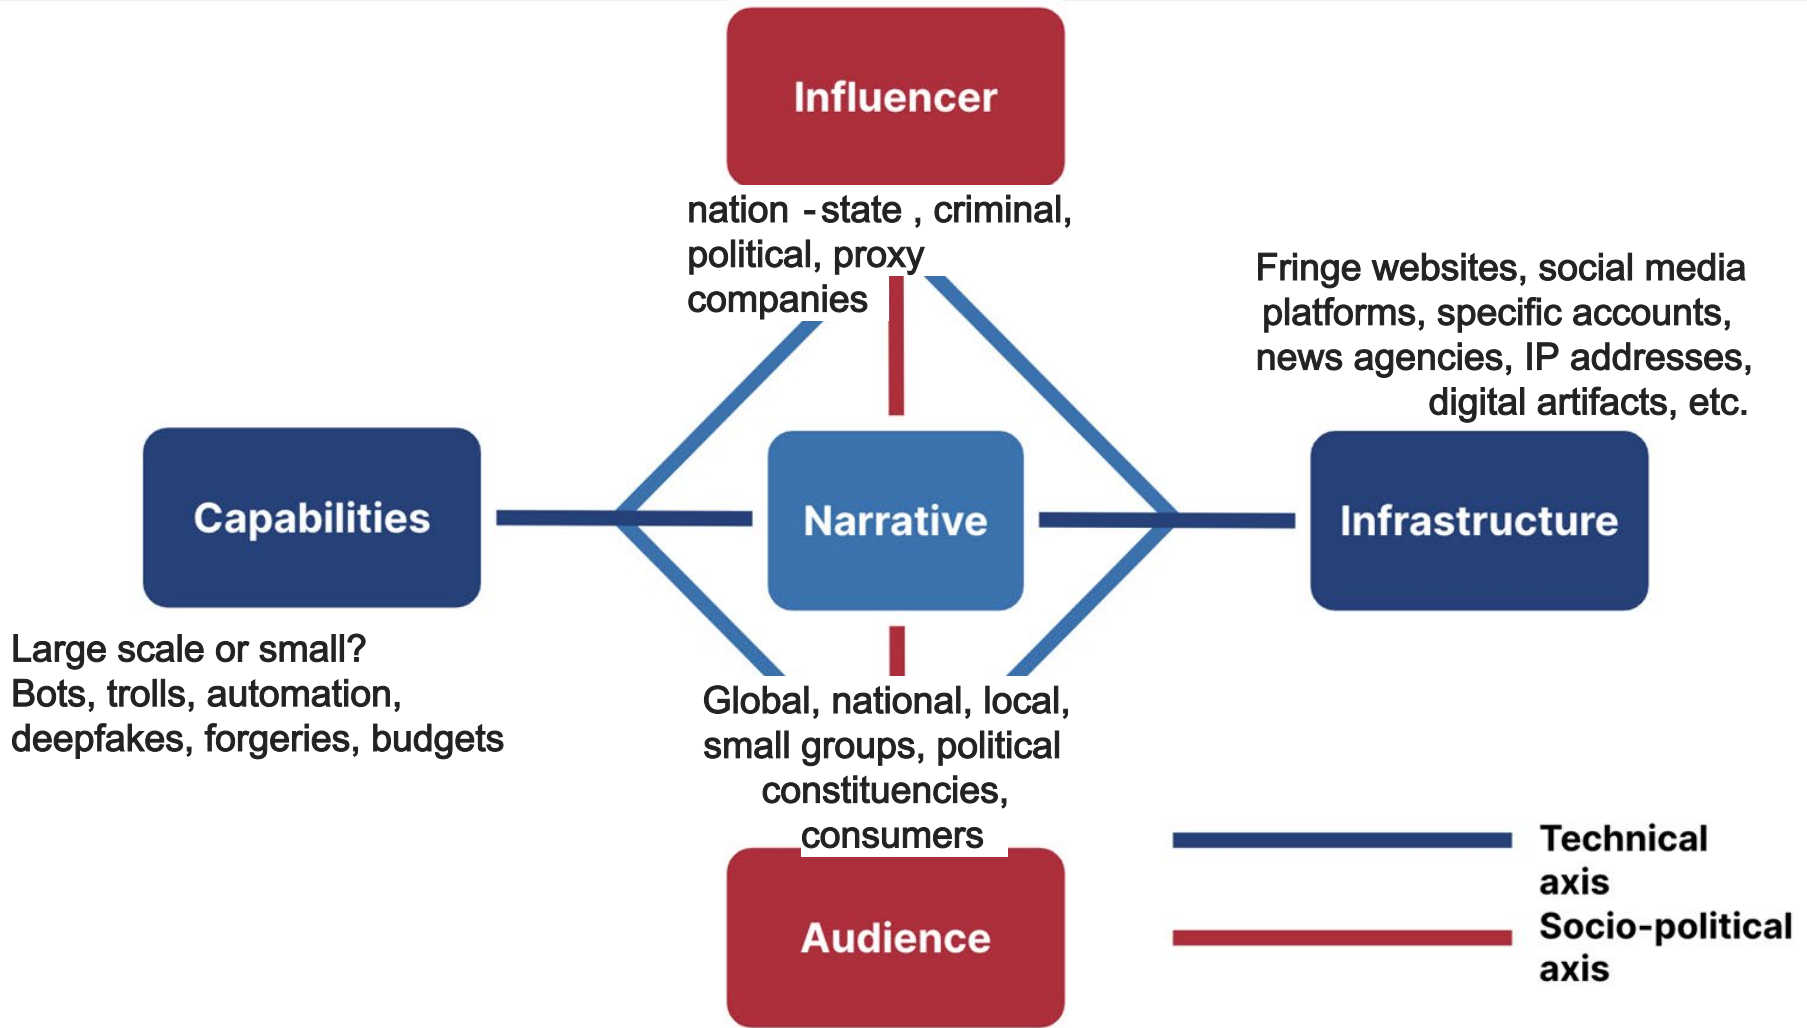 Influencer
nation -state , criminal,
political, proxy
companies
Fringe websites, social media
platforms, specific accounts,
news agencies, IP addresses,
digital artifacts, etc.
Capabilities
Narrative
Infrastructure
Large scale or small?
Bots, trolls, automation,
deepfakes, forgeries, budgets
Global, national, local,
small groups, political
constituencies,
consumers
Audience
Technical
axis
Socio-political
axis